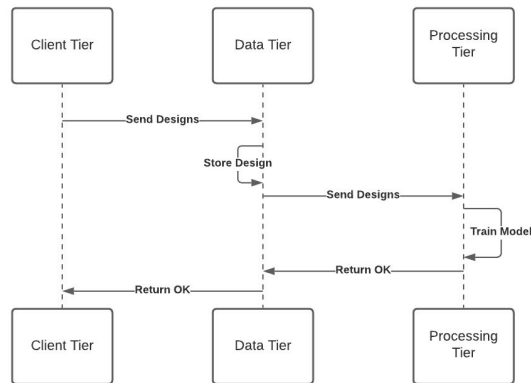 Client Tier
Data Tier
Processing
Tier
Send Designs
Store Design
Send Designs
Train Model
Return OK
Return OK
Client Tier
Data Tier
Processing
Tier